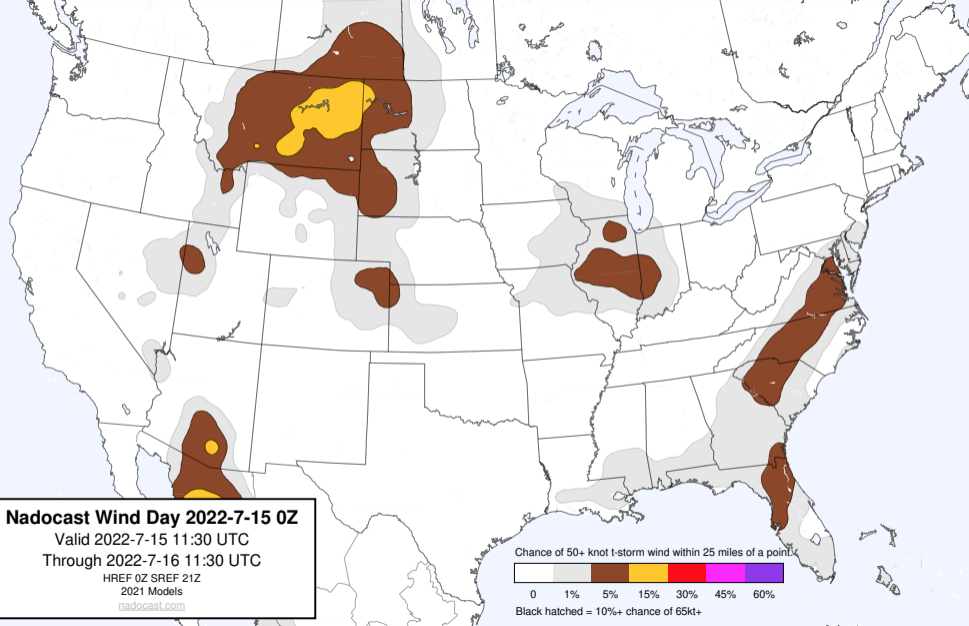 Nadocast Wind Day 2022-7-15 0Z
Valid 2022-7-15 11:30 UTC
Through 2022-7-16 11:30 UTC
HREF 0Z SREF 21Z
2021 Models
nadocast.com
Chance of 50+ knot t-storm wind within 25 miles of a point.
0 1% 5% 15% 30% 45% 60%
Black hatched = 10%+ chance of 65kt+